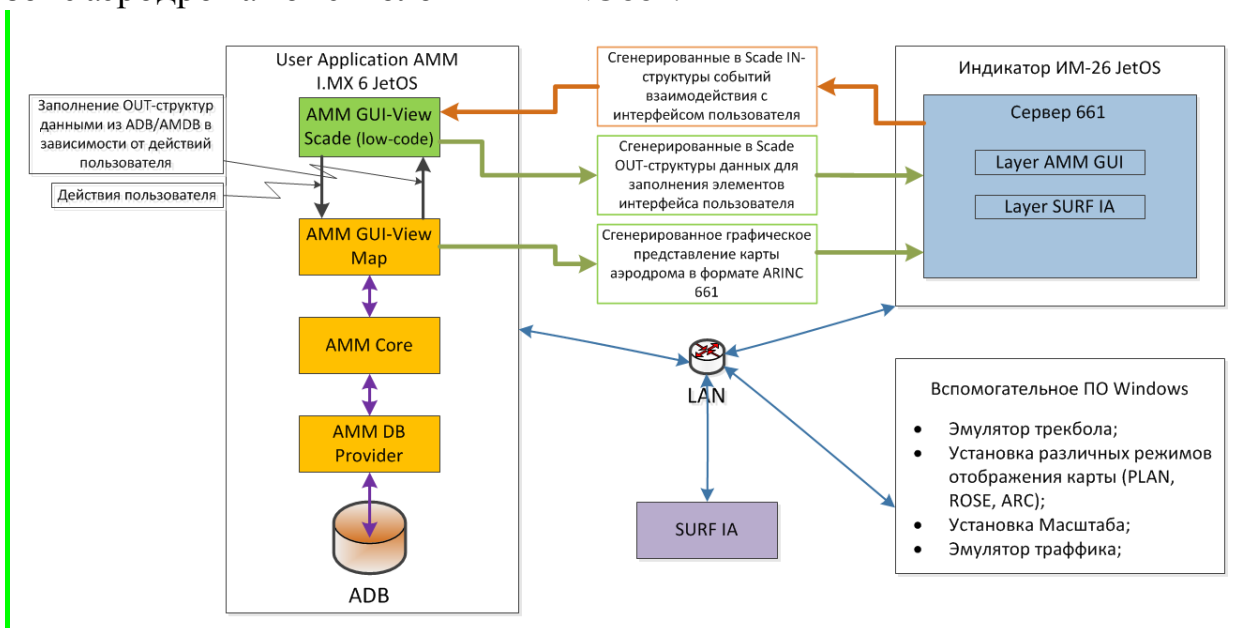 User Application AMM
I.MX 6 JetOS
Заполнение OUT-структур
данными из ADB/AMDB в
зависимости от действий
пользователя
Действия пользователя
AMM GUI-View
Scade (low-code)
AMM GUI-View
Map
AMM Core
AMM DB
Provider
ADB
Сгенерированные в Scade IN-
структуры событий
взаимодействия с
интерфейсом пользователя
Сгенерированные в Scade
OUT-структуры данных для
заполнения элементов
интерфейса пользователя
Сгенерированное графическое
представление карты
аэродрома в формате ARINC
661
Индикатор ИМ-26 JetOS
Сервер 661
Layer AMM GUI
Layer SURF IA
LAN
SURF IA
Вспомогательное ПО Windows
• Эмулятор трекбола;
• Установка различных режимов
отображения карты (PLAN,
ROSE, ARC);
• Установка Масштаба;
• Эмулятор траффика;